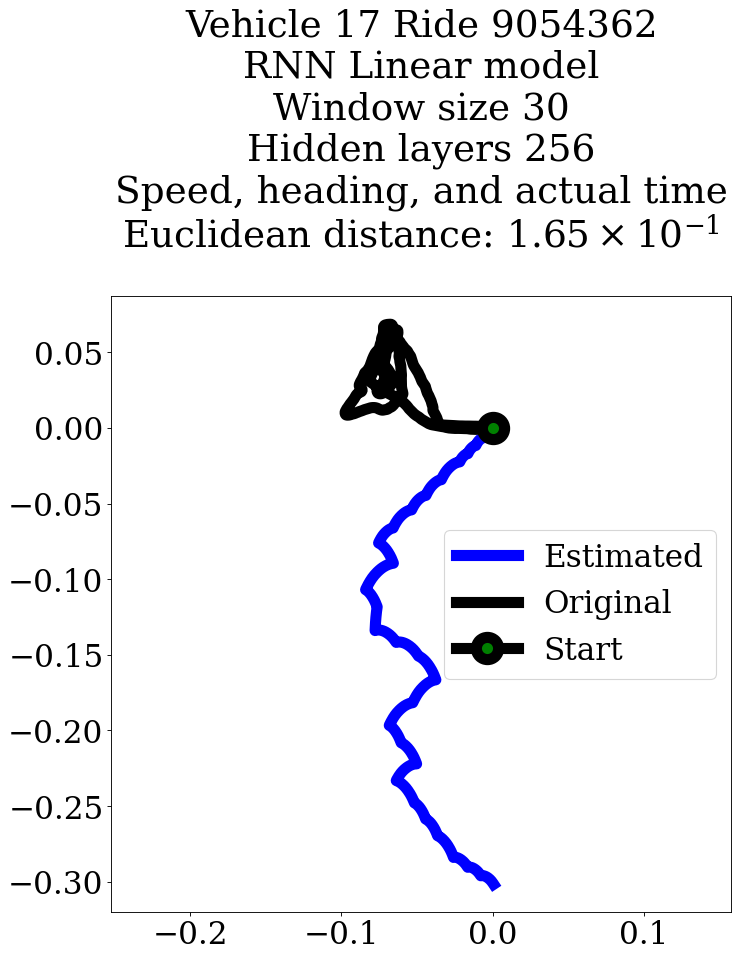 Vehicle 17 Ride 9054362
RNN Linear model
Window size 30
Hidden layers 256
Speed, heading, and actual time
Euclidean distance: 1.65 × 10⁻¹
0.05
0.00
−0.05
−0.10
−0.15
−0.20
−0.25
−0.30
Estimated
Original
Start
−0.2
−0.1
0.0
0.1